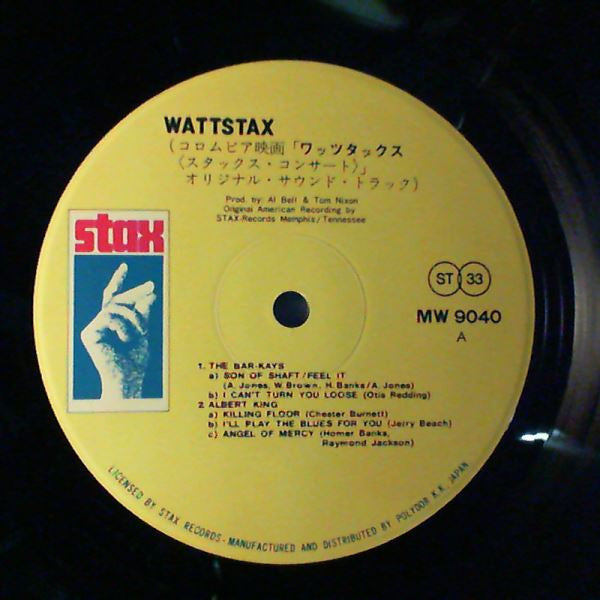 WATTSTAX
(コロムビア映画「ワッツタックス
〈スタックス・コンサート〉」
オリジナル・サウンド・トラック)
Prod. by: Al Bell & Tom Nixon
Original American Recording by
STAX-Records Memphis/Tennessee
stax
ST 33
MW 9040
A
1. THE BAR-KAYS
a) SON OF SHAFT/FEEL IT
(A. Jones, W. Brown, H. Banks/A. Jones)
b) I CAN'T TURN YOU LOOSE (Otis Redding)
2. ALBERT KING
a) KILLING FLOOR (Chester Burnett)
b) I'LL PLAY THE BLUES FOR YOU (Jerry Beach)
c) ANGEL OF MERCY (Homer Banks,
Raymond Jackson)
LICENSED BY STAX RECORDS-MANUFACTURED AND DISTRIBUTED BY POLYDOR K.K. JAPAN